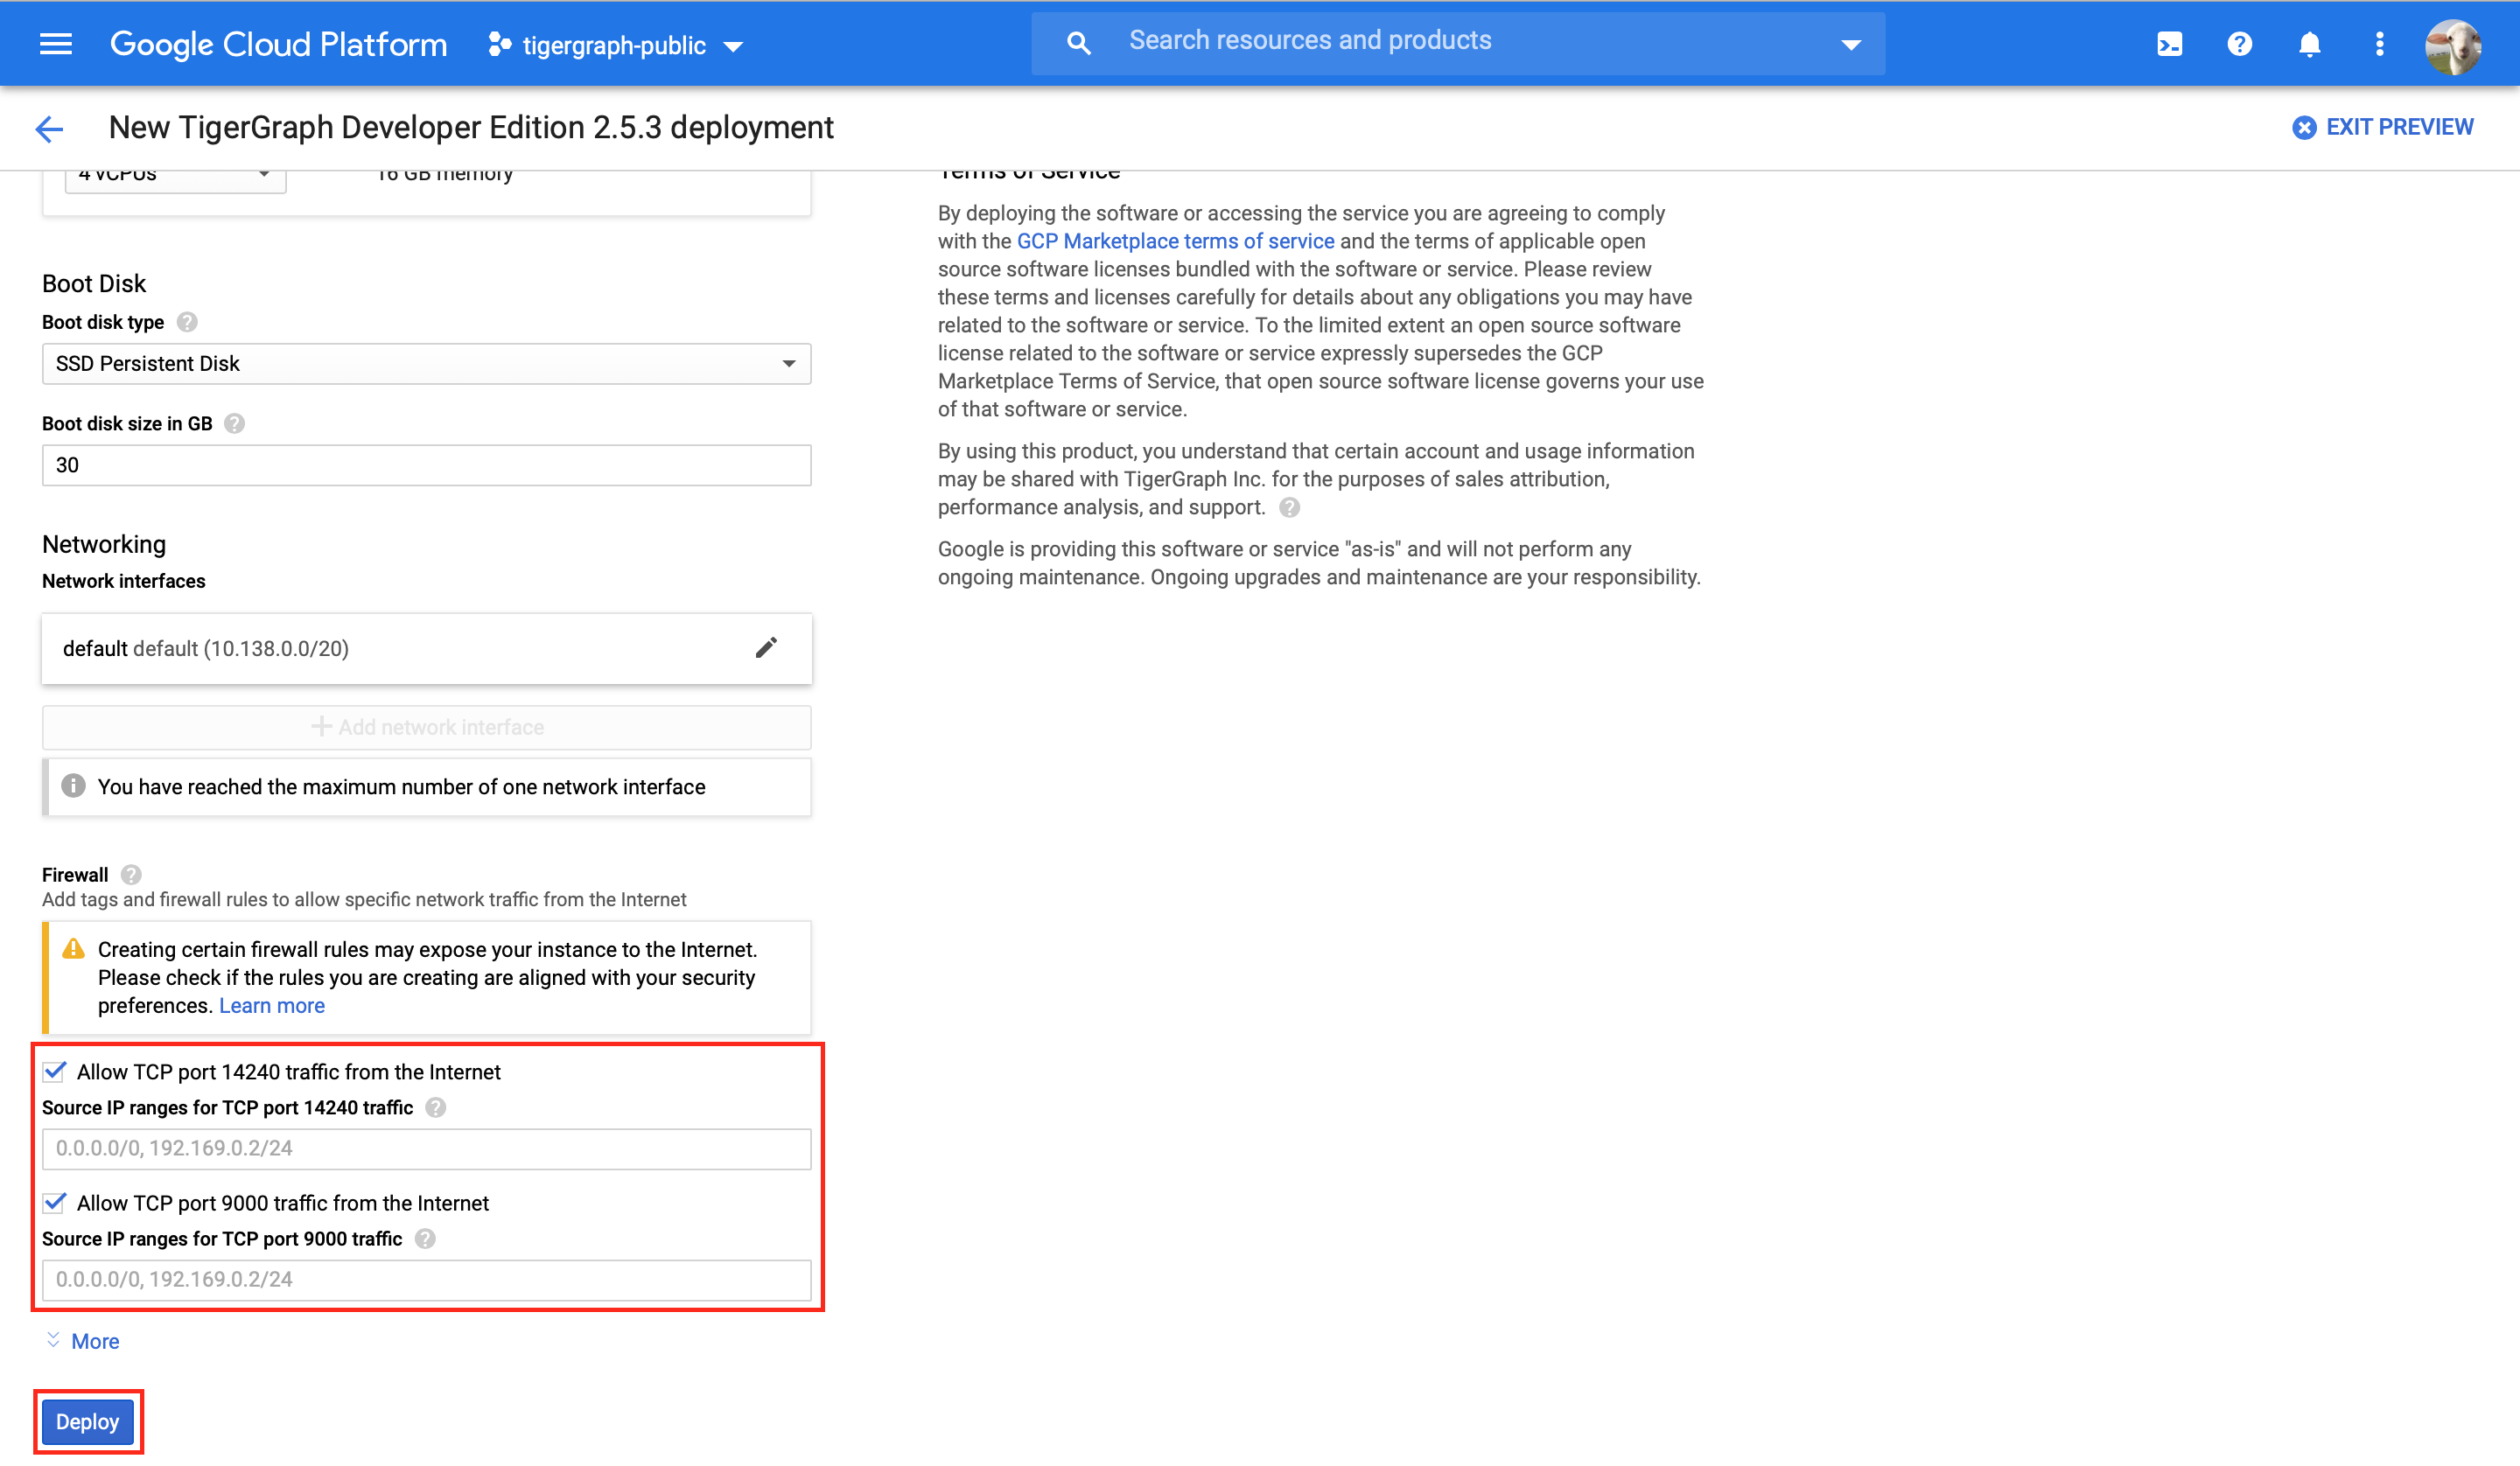 Google Cloud Platform
tigergraph-public
Search resources and products
New TigerGraph Developer Edition 2.5.3 deployment
EXIT PREVIEW
4 vCPUs
16 GB memory
Boot Disk
Boot disk type
SSD Persistent Disk
Boot disk size in GB
30
Networking
Network interfaces
default default (10.138.0.0/20)
Add network interface
You have reached the maximum number of one network interface
Firewall
Add tags and firewall rules to allow specific network traffic from the Internet
Creating certain firewall rules may expose your instance to the Internet.
Please check if the rules you are creating are aligned with your security
preferences. Learn more
Allow TCP port 14240 traffic from the Internet
Source IP ranges for TCP port 14240 traffic
0.0.0.0/0, 192.169.0.2/24
Allow TCP port 9000 traffic from the Internet
Source IP ranges for TCP port 9000 traffic
0.0.0.0/0, 192.169.0.2/24
More
Deploy
Terms of Service
By deploying the software or accessing the service you are agreeing to comply
with the GCP Marketplace terms of service and the terms of applicable open
source software licenses bundled with the software or service. Please review
these terms and licenses carefully for details about any obligations you may have
related to the software or service. To the limited extent an open source software
license related to the software or service expressly supersedes the GCP
Marketplace Terms of Service, that open source software license governs your use
of that software or service.
By using this product, you understand that certain account and usage information
may be shared with TigerGraph Inc. for the purposes of sales attribution,
performance analysis, and support.
Google is providing this software or service "as-is" and will not perform any
ongoing maintenance. Ongoing upgrades and maintenance are your responsibility.